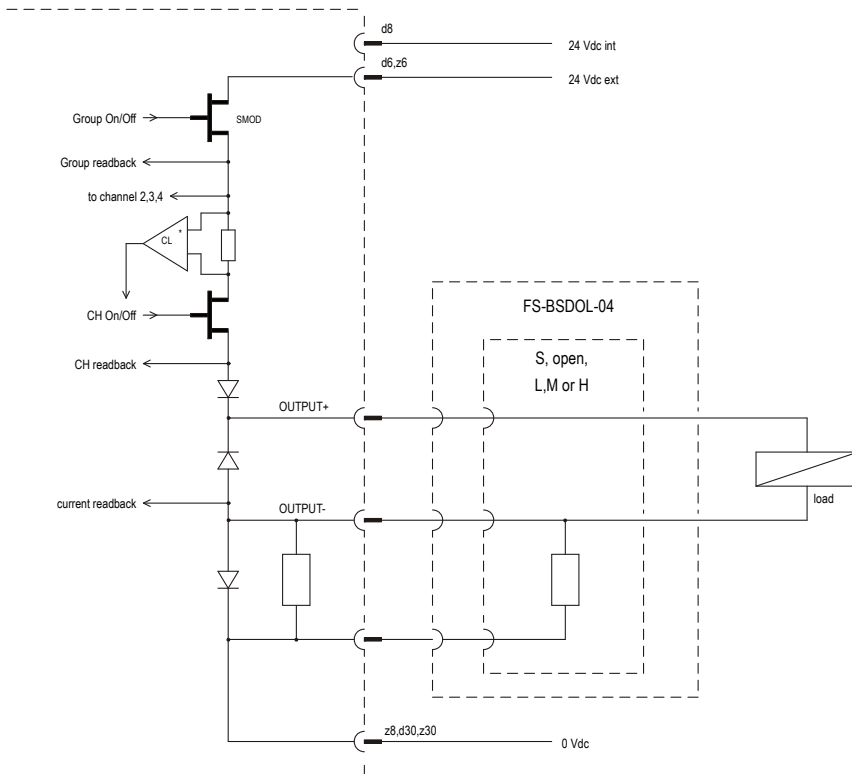 d8
24 Vdc int
d6,z6
24 Vdc ext
Group On/Off
SMOD
Group readback
to channel 2,3,4
*
CL
CH On/Off
FS-BSDOL-04
CH readback
S, open,
L,M or H
OUTPUT+
load
current readback
OUTPUT-
z8,d30,z30
0 Vdc